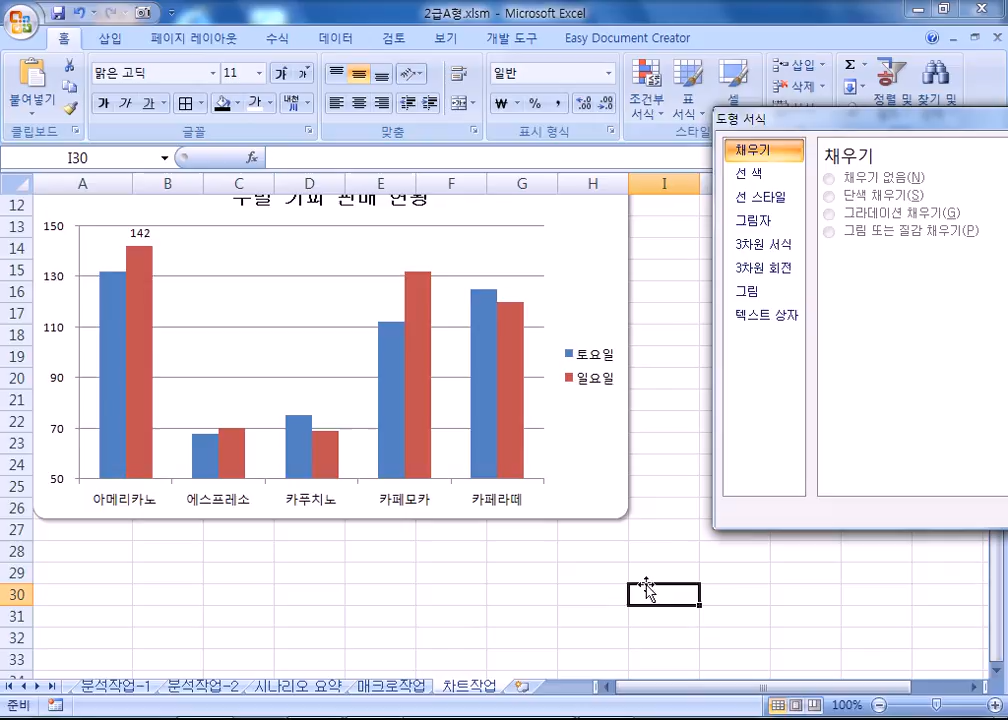 2급A형.xlsm - Microsoft Excel
홈 삽입 페이지 레이아웃 수식 데이터 검토 보기 개발 도구 Easy Document Creator
맑은 고딕 11 가 가 일반 삽입 Σ
붙여넣기 가 가 가 가 내천 % , 조건부 서식 표 서식 셀 삭제 정렬 및 찾기 및
클립보드 글꼴 맞춤 표시 형식 스타일
도형 서식
I30 fx
A B C D E F G H I
12 13 14 15 16 17 18 19 20 21 22 23 24 25 26 27 28 29 30 31 32 33
주말 커피 판매 현황
150
142
130
110
90
70
50
토요일
일요일
아메리카노 에스프레소 카푸치노 카페모카 카페라떼
채우기
선 색
선 스타일
그림자
3차원 서식
3차원 회전
그림
텍스트 상자
채우기
채우기 없음(N)
단색 채우기(S)
그라데이션 채우기(G)
그림 또는 질감 채우기(P)
분석작업-1 분석작업-2 시나리오 요약 매크로작업 차트작업
준비 100%